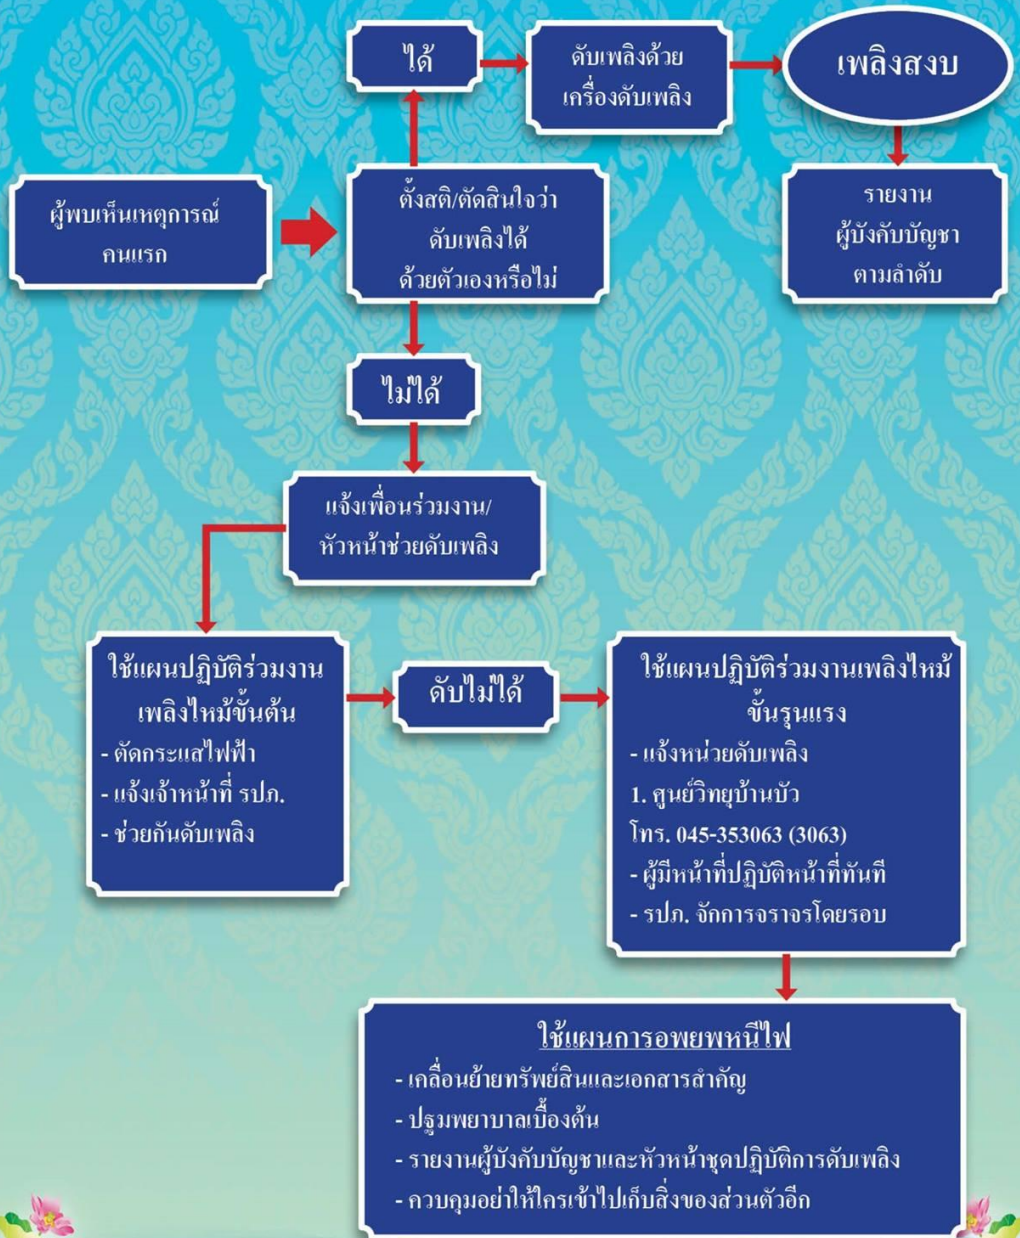 ได้
ดับเพลิงด้วย
เครื่องดับเพลิง
เพลิงสงบ
ผู้พบเห็นเหตุการณ์
คนแรก
ตั้งสติ/ตัดสินใจว่า
ดับเพลิงได้
ด้วยตัวเองหรือไม่
รายงาน
ผู้บังคับบัญชา
ตามลำดับ
ไม่ได้
แจ้งเพื่อนร่วมงาน/
หัวหน้าช่วยดับเพลิง
ใช้แผนปฏิบัติร่วมงาน
เพลิงไหม้ขั้นต้น
- ตัดกระแสไฟฟ้า
- แจ้งเจ้าหน้าที่ รปภ.
- ช่วยกันดับเพลิง
ดับไม่ได้
ใช้แผนปฏิบัติร่วมงานเพลิงไหม้
ขั้นรุนแรง
- แจ้งหน่วยดับเพลิง
1. ศูนย์วิทยุบ้านบัว
โทร. 045-353063 (3063)
- ผู้มีหน้าที่ปฏิบัติหน้าที่ทันที
- รปภ. จักการจราจรโดยรอบ
ใช้แผนการอพยพหนีไฟ
- เคลื่อนย้ายทรัพย์สินและเอกสารสำคัญ
- ปฐมพยาบาลเบื้องต้น
- รายงานผู้บังคับบัญชาและหัวหน้าชุดปฏิบัติการดับเพลิง
- ควบคุมอย่าให้ใครเข้าไปเก็บสิ่งของส่วนตัวอีก